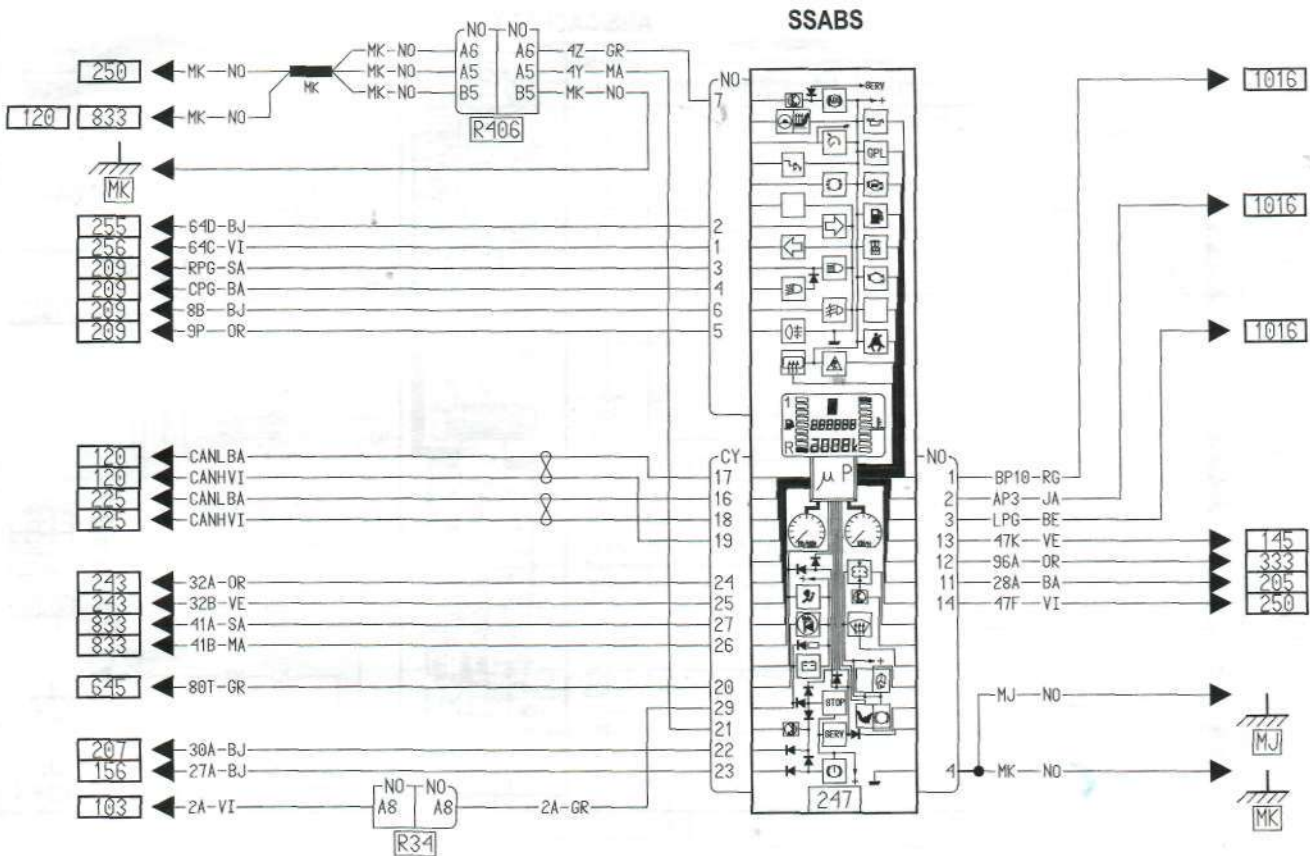 SSABS
NO NO
MK-NO A6 A6 4Z-GR
250 MK-NO MK-NO A5 A5 4Y-MA
MK MK-NO B5 B5 MK-NO
120 833 MK-NO
R406
MK
NO
7
SERV
+
GPL
1016
1016
1016
255 64D-BJ 2
256 64C-VI 1
209 RPG-SA 3
209 CPG-BA 4
209 8B-BJ 6
209 9P-OR 5
1
R
µP
CY
120 CANLBA 17
120 CANHVI 16
225 CANLBA 18
225 CANHVI 19
243 32A-OR 24
243 32B-VE 25
833 41A-SA 27
833 41B-MA 26
645 80T-GR 20
29
21
207 30A-BJ 22
156 27A-BJ 23
103 2A-VI NO A8 NO A8 2A-GR
R34
STOP
SERV
247
NO
1 BP10-RG
2 AP3-JA
3 LPG-BE
13 47K-VE 145
12 96A-OR 333
11 28A-BA 205
14 47F-VI 250
MJ-NO
MJ
4 MK-NO
MK